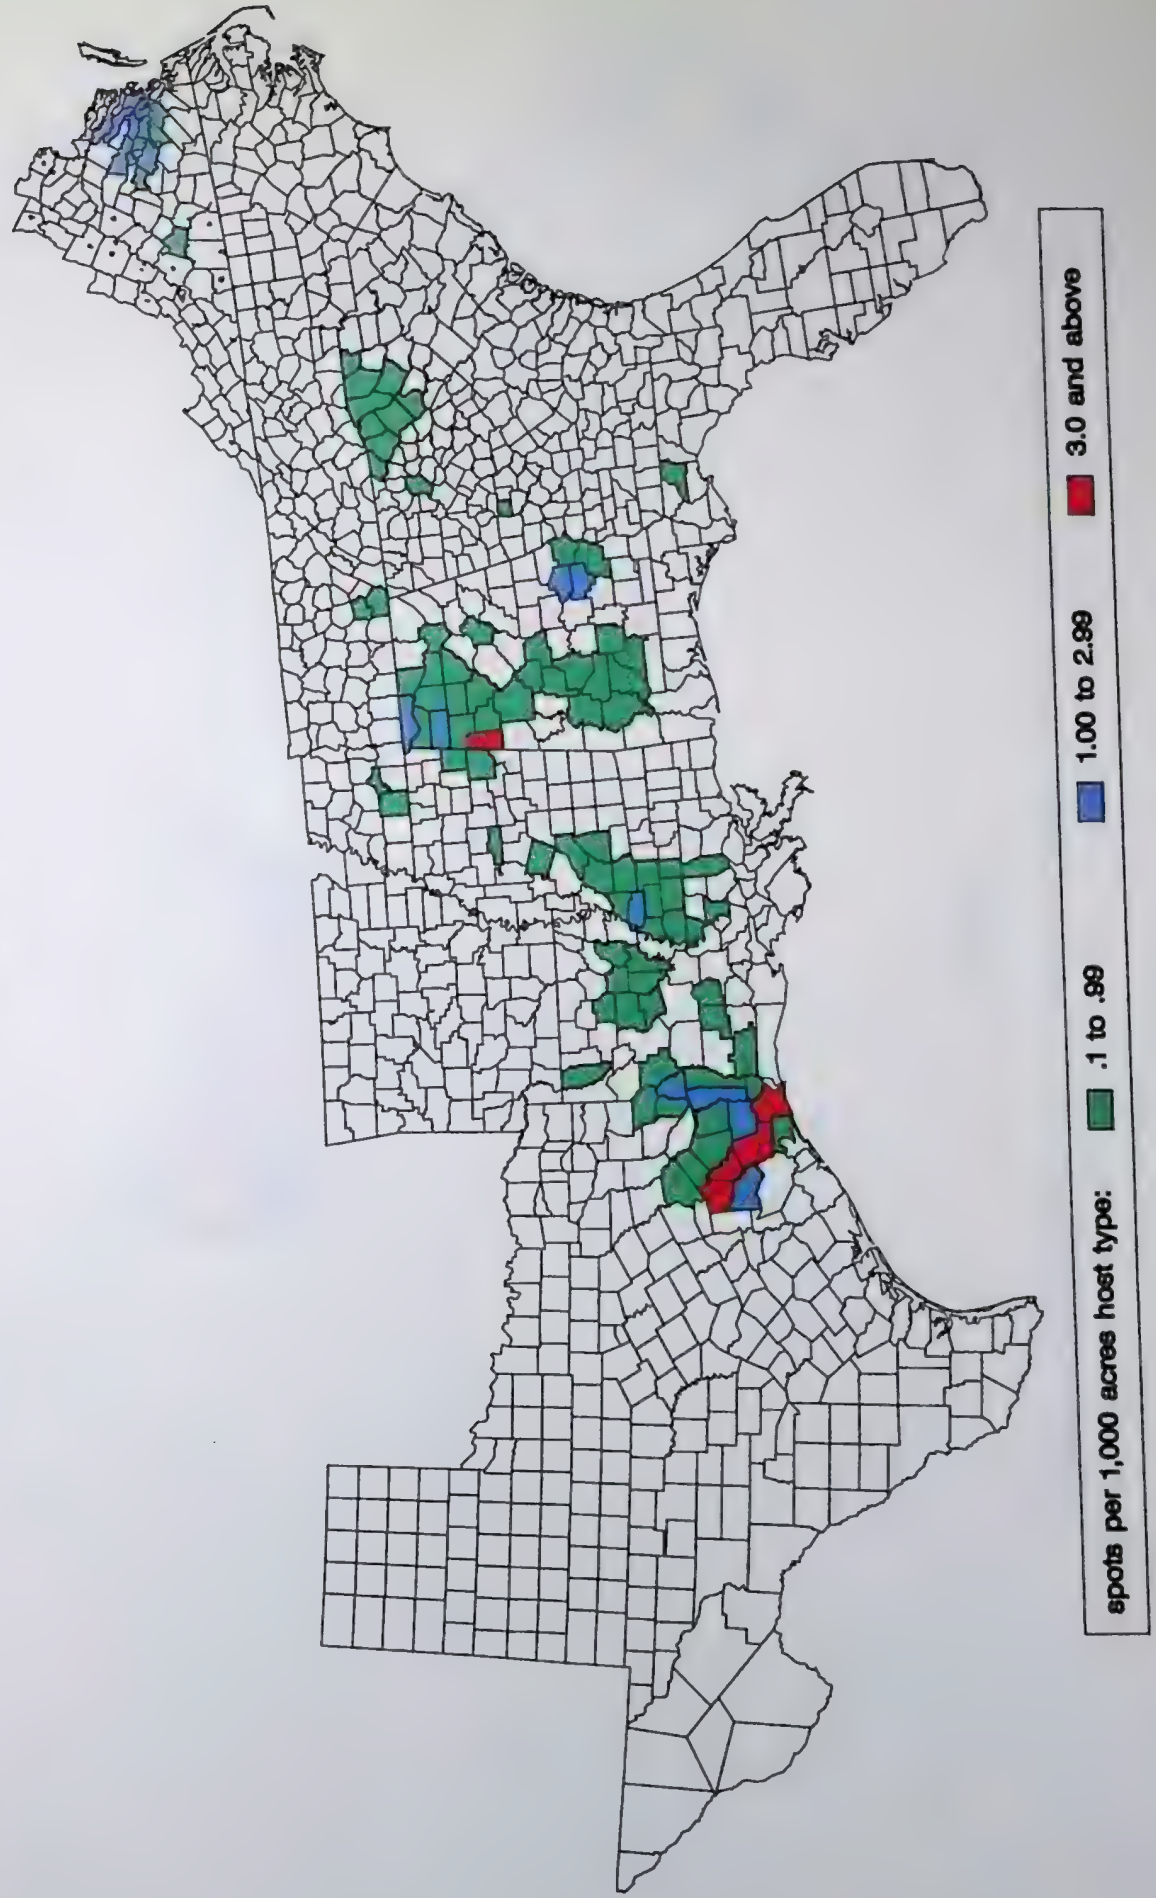 spots per 1,000 acres host type: .1 to .99 1.00 to 2.99 3.0 and above